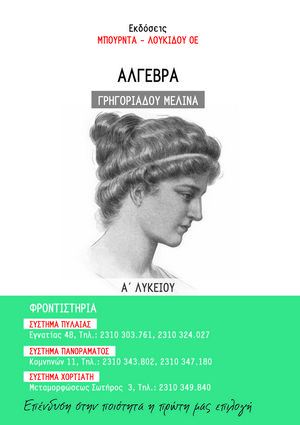 Εκδόσεις
ΜΠΟΥΡΝΤΑ - ΛΟΥΚΙΔΟΥ ΟΕ
ΑΛΓΕΒΡΑ
ΓΡΗΓΟΡΙΑΔΟΥ ΜΕΛΙΝΑ
Α΄ ΛΥΚΕΙΟΥ
ΦΡΟΝΤΙΣΤΗΡΙΑ
ΣΥΣΤΗΜΑ ΠΥΛΑΙΑΣ
Εγνατίας 48, Τηλ.: 2310 303.761, 2310 324.027
ΣΥΣΤΗΜΑ ΠΑΝΟΡΑΜΑΤΟΣ
Κομνηνών 11, Τηλ.: 2310 343.802, 2310 347.180
ΣΥΣΤΗΜΑ ΧΟΡΤΙΑΤΗ
Μεταμορφώσεως Σωτήρος 3, Τηλ.: 2310 349.840
Επένδυση στην ποιότητα η πρώτη μας επιλογή